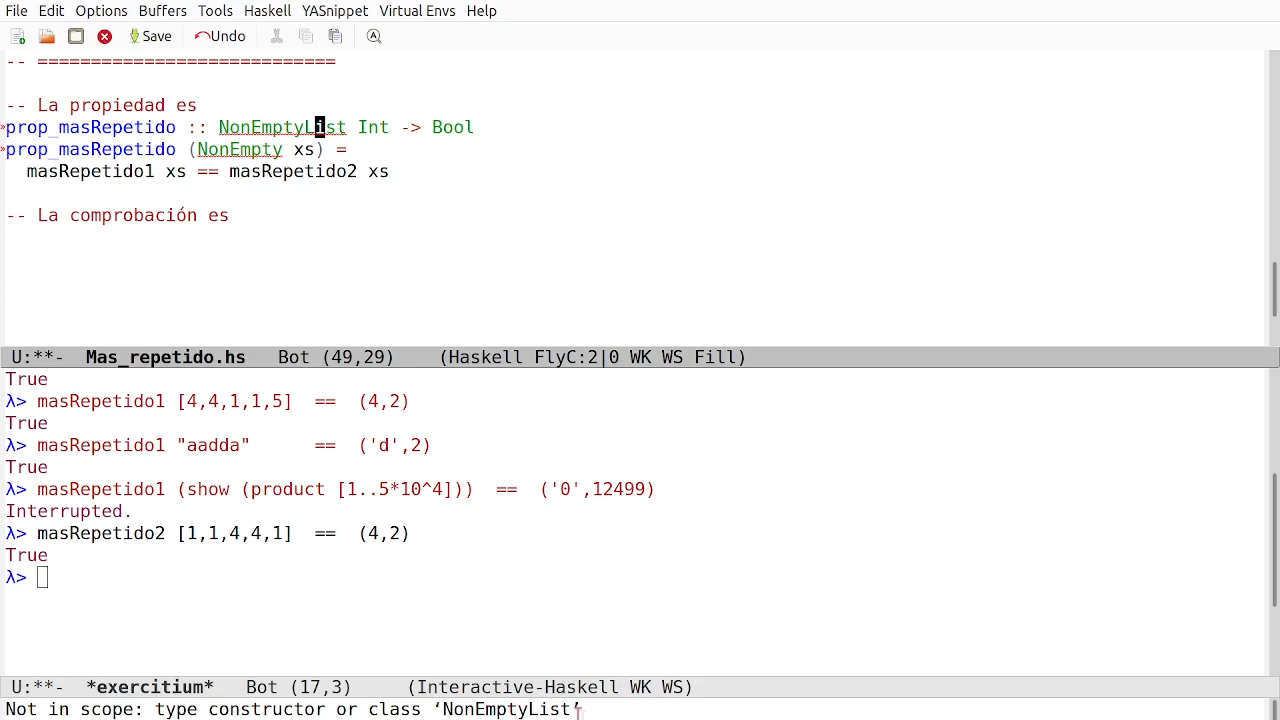 File Edit Options Buffers Tools Haskell YASnippet Virtual Envs Help
Save Undo
-- ============================
-- La propiedad es
prop_masRepetido :: NonEmptyList Int -> Bool
prop_masRepetido (NonEmpty xs) =
  masRepetido1 xs == masRepetido2 xs
-- La comprobación es
U:**-  Mas_repetido.hs   Bot (49,29)    (Haskell FlyC:2|0 WK WS Fill)
True
λ> masRepetido1 [4,4,1,1,5]  ==  (4,2)
True
λ> masRepetido1 "aadda"      ==  ('d',2)
True
λ> masRepetido1 (show (product [1..5*10^4]))  ==  ('0',12499)
Interrupted.
λ> masRepetido2 [1,1,4,4,1]  ==  (4,2)
True
λ>
U:**-  *exercitium*   Bot (17,3)     (Interactive-Haskell WK WS)
Not in scope: type constructor or class ‘NonEmptyList’